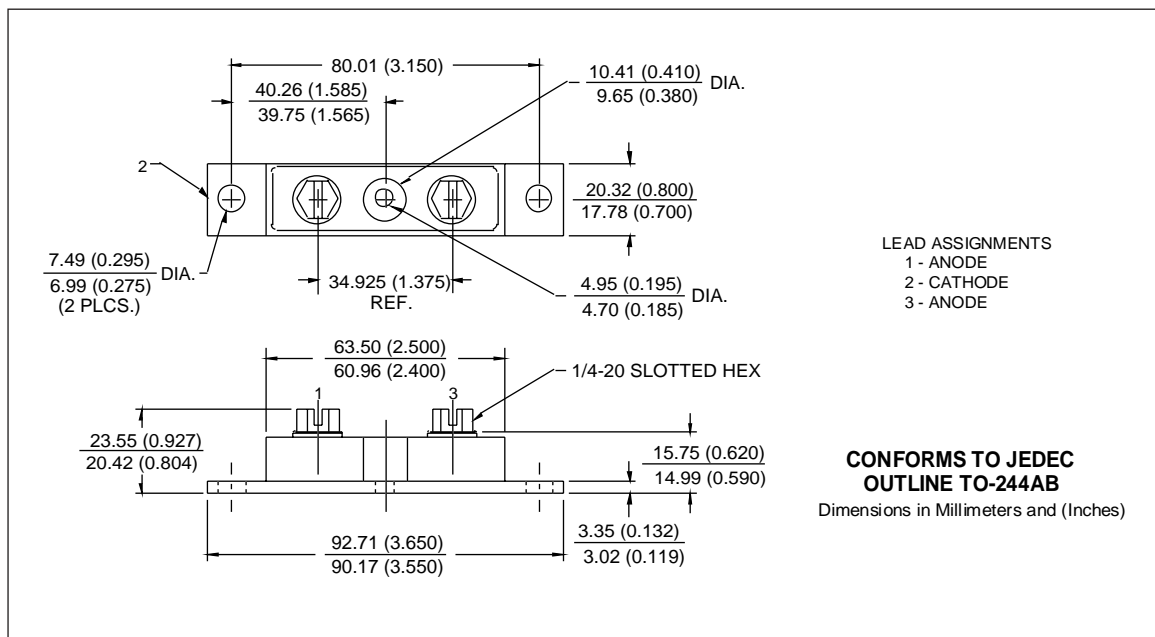 80.01 (3.150)
40.26 (1.585)
39.75 (1.565)
10.41 (0.410)
9.65 (0.380)
DIA.
2
20.32 (0.800)
17.78 (0.700)
7.49 (0.295)
6.99 (0.275)
DIA.
(2 PLCS.)
34.925 (1.375)
REF.
4.95 (0.195)
4.70 (0.185)
DIA.
LEAD ASSIGNMENTS
1 - ANODE
2 - CATHODE
3 - ANODE
63.50 (2.500)
60.96 (2.400)
1/4-20 SLOTTED HEX
1
3
23.55 (0.927)
20.42 (0.804)
15.75 (0.620)
14.99 (0.590)
CONFORMS TO JEDEC
OUTLINE TO-244AB
Dimensions in Millimeters and (Inches)
92.71 (3.650)
90.17 (3.550)
3.35 (0.132)
3.02 (0.119)